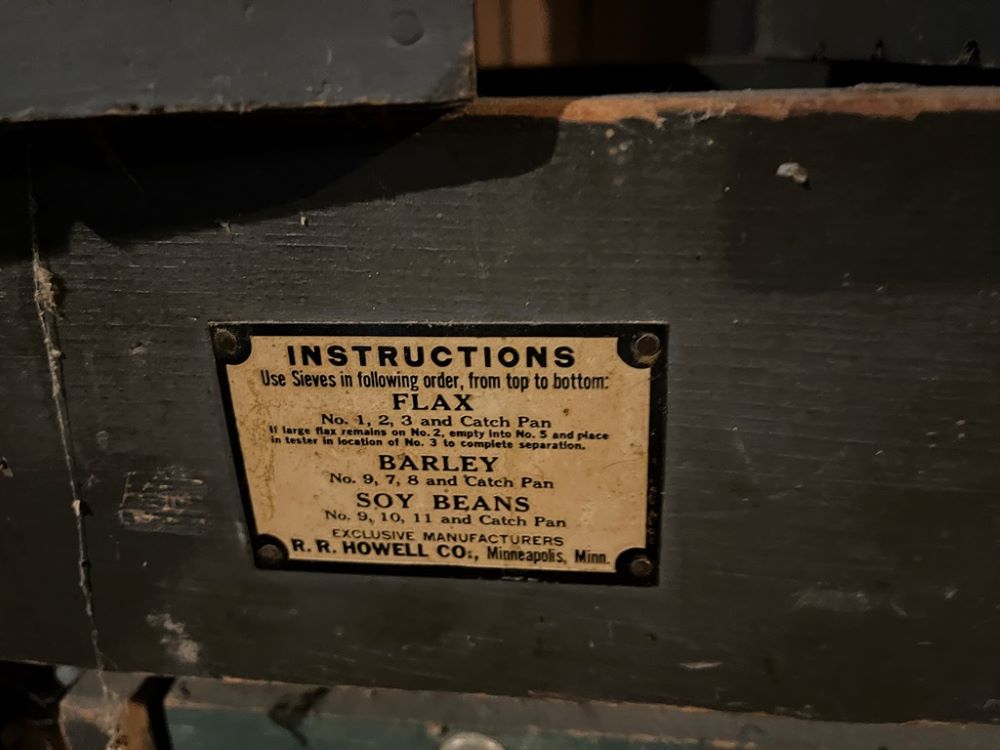 INSTRUCTIONS
Use Sieves in following order, from top to bottom:
FLAX
No. 1, 2, 3 and Catch Pan
If large flax remains on No. 2, empty into No. 5 and place
in tester in location of No. 3 to complete separation.
BARLEY
No. 9, 7, 8 and Catch Pan
SOY BEANS
No. 9, 10, 11 and Catch Pan
EXCLUSIVE MANUFACTURERS
R. R. HOWELL CO., Minneapolis, Minn.